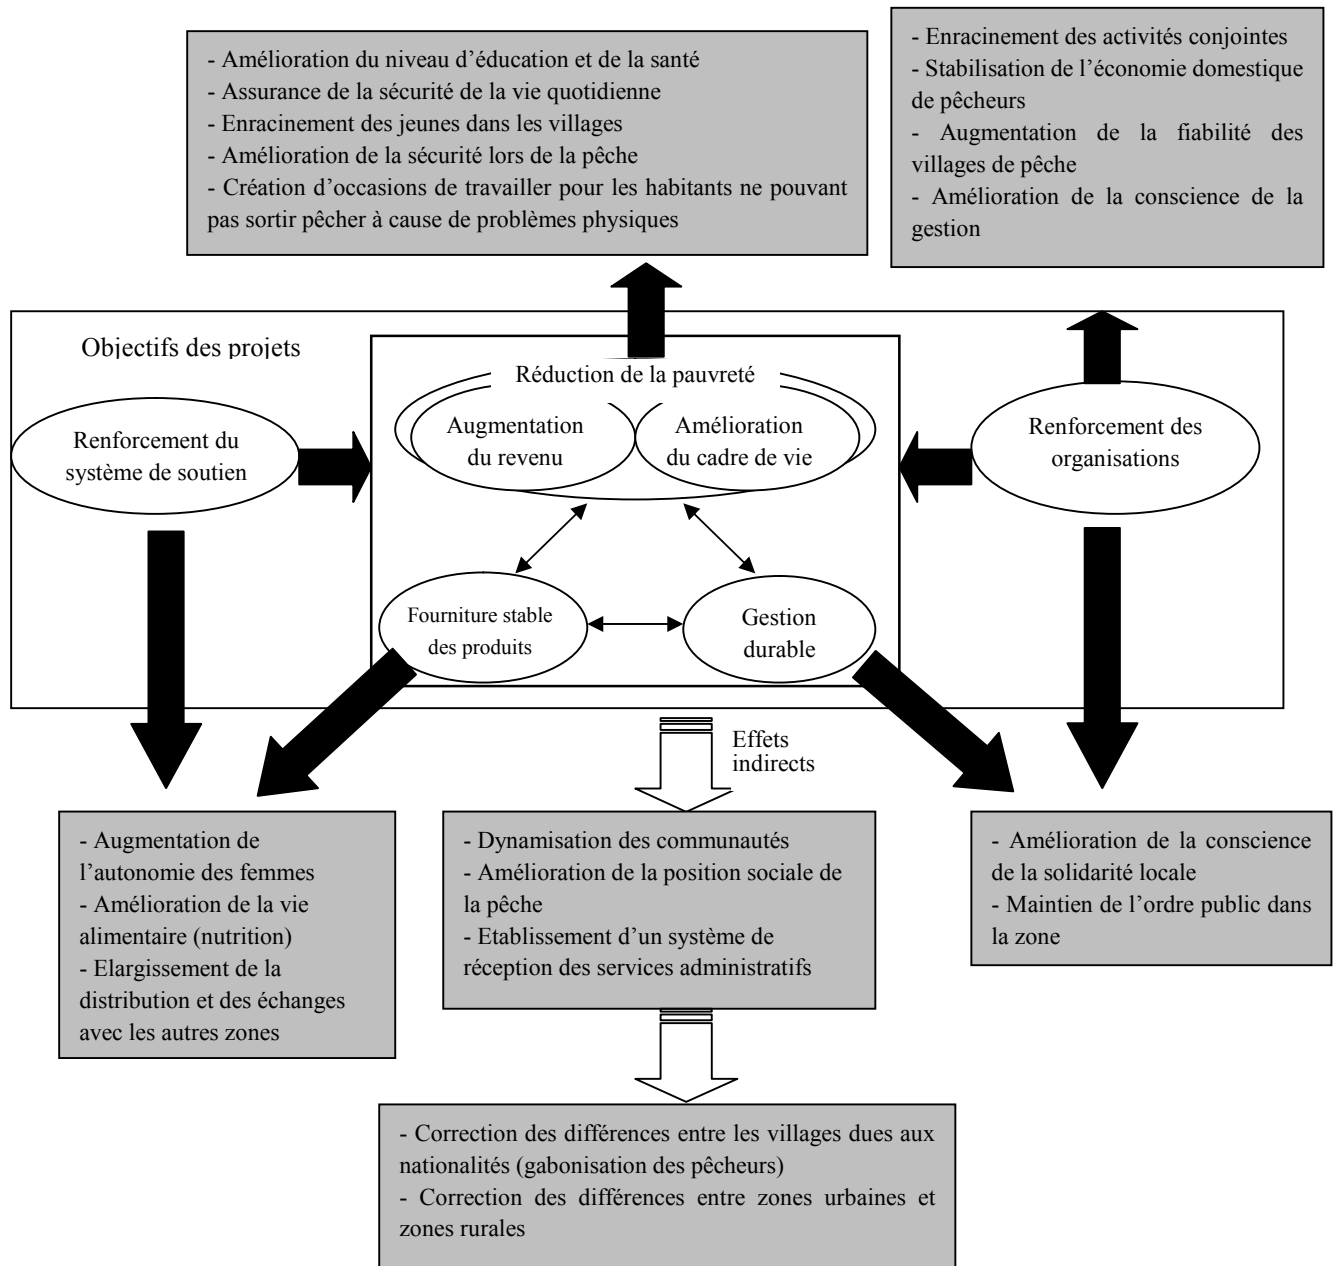 - Amélioration du niveau d’éducation et de la santé
- Assurance de la sécurité de la vie quotidienne
- Enracinement des jeunes dans les villages
- Amélioration de la sécurité lors de la pêche
- Création d’occasions de travailler pour les habitants ne pouvant
pas sortir pêcher à cause de problèmes physiques
- Enracinement des activités conjointes
- Stabilisation de l’économie domestique
de pêcheurs
- Augmentation de la fiabilité des
villages de pêche
- Amélioration de la conscience de la
gestion
Objectifs des projets
Réduction de la pauvreté
Augmentation
du revenu
Amélioration
du cadre de vie
Renforcement du
système de soutien
Renforcement des
organisations
Fourniture stable
des produits
Gestion
durable
Effets
indirects
- Augmentation de
l’autonomie des femmes
- Amélioration de la vie
alimentaire (nutrition)
- Elargissement de la
distribution et des échanges
avec les autres zones
- Dynamisation des communautés
- Amélioration de la position sociale de
la pêche
- Etablissement d’un système de
réception des services administratifs
- Amélioration de la conscience
de la solidarité locale
- Maintien de l’ordre public dans
la zone
- Correction des différences entre les villages dues aux
nationalités (gabonisation des pêcheurs)
- Correction des différences entre zones urbaines et
zones rurales